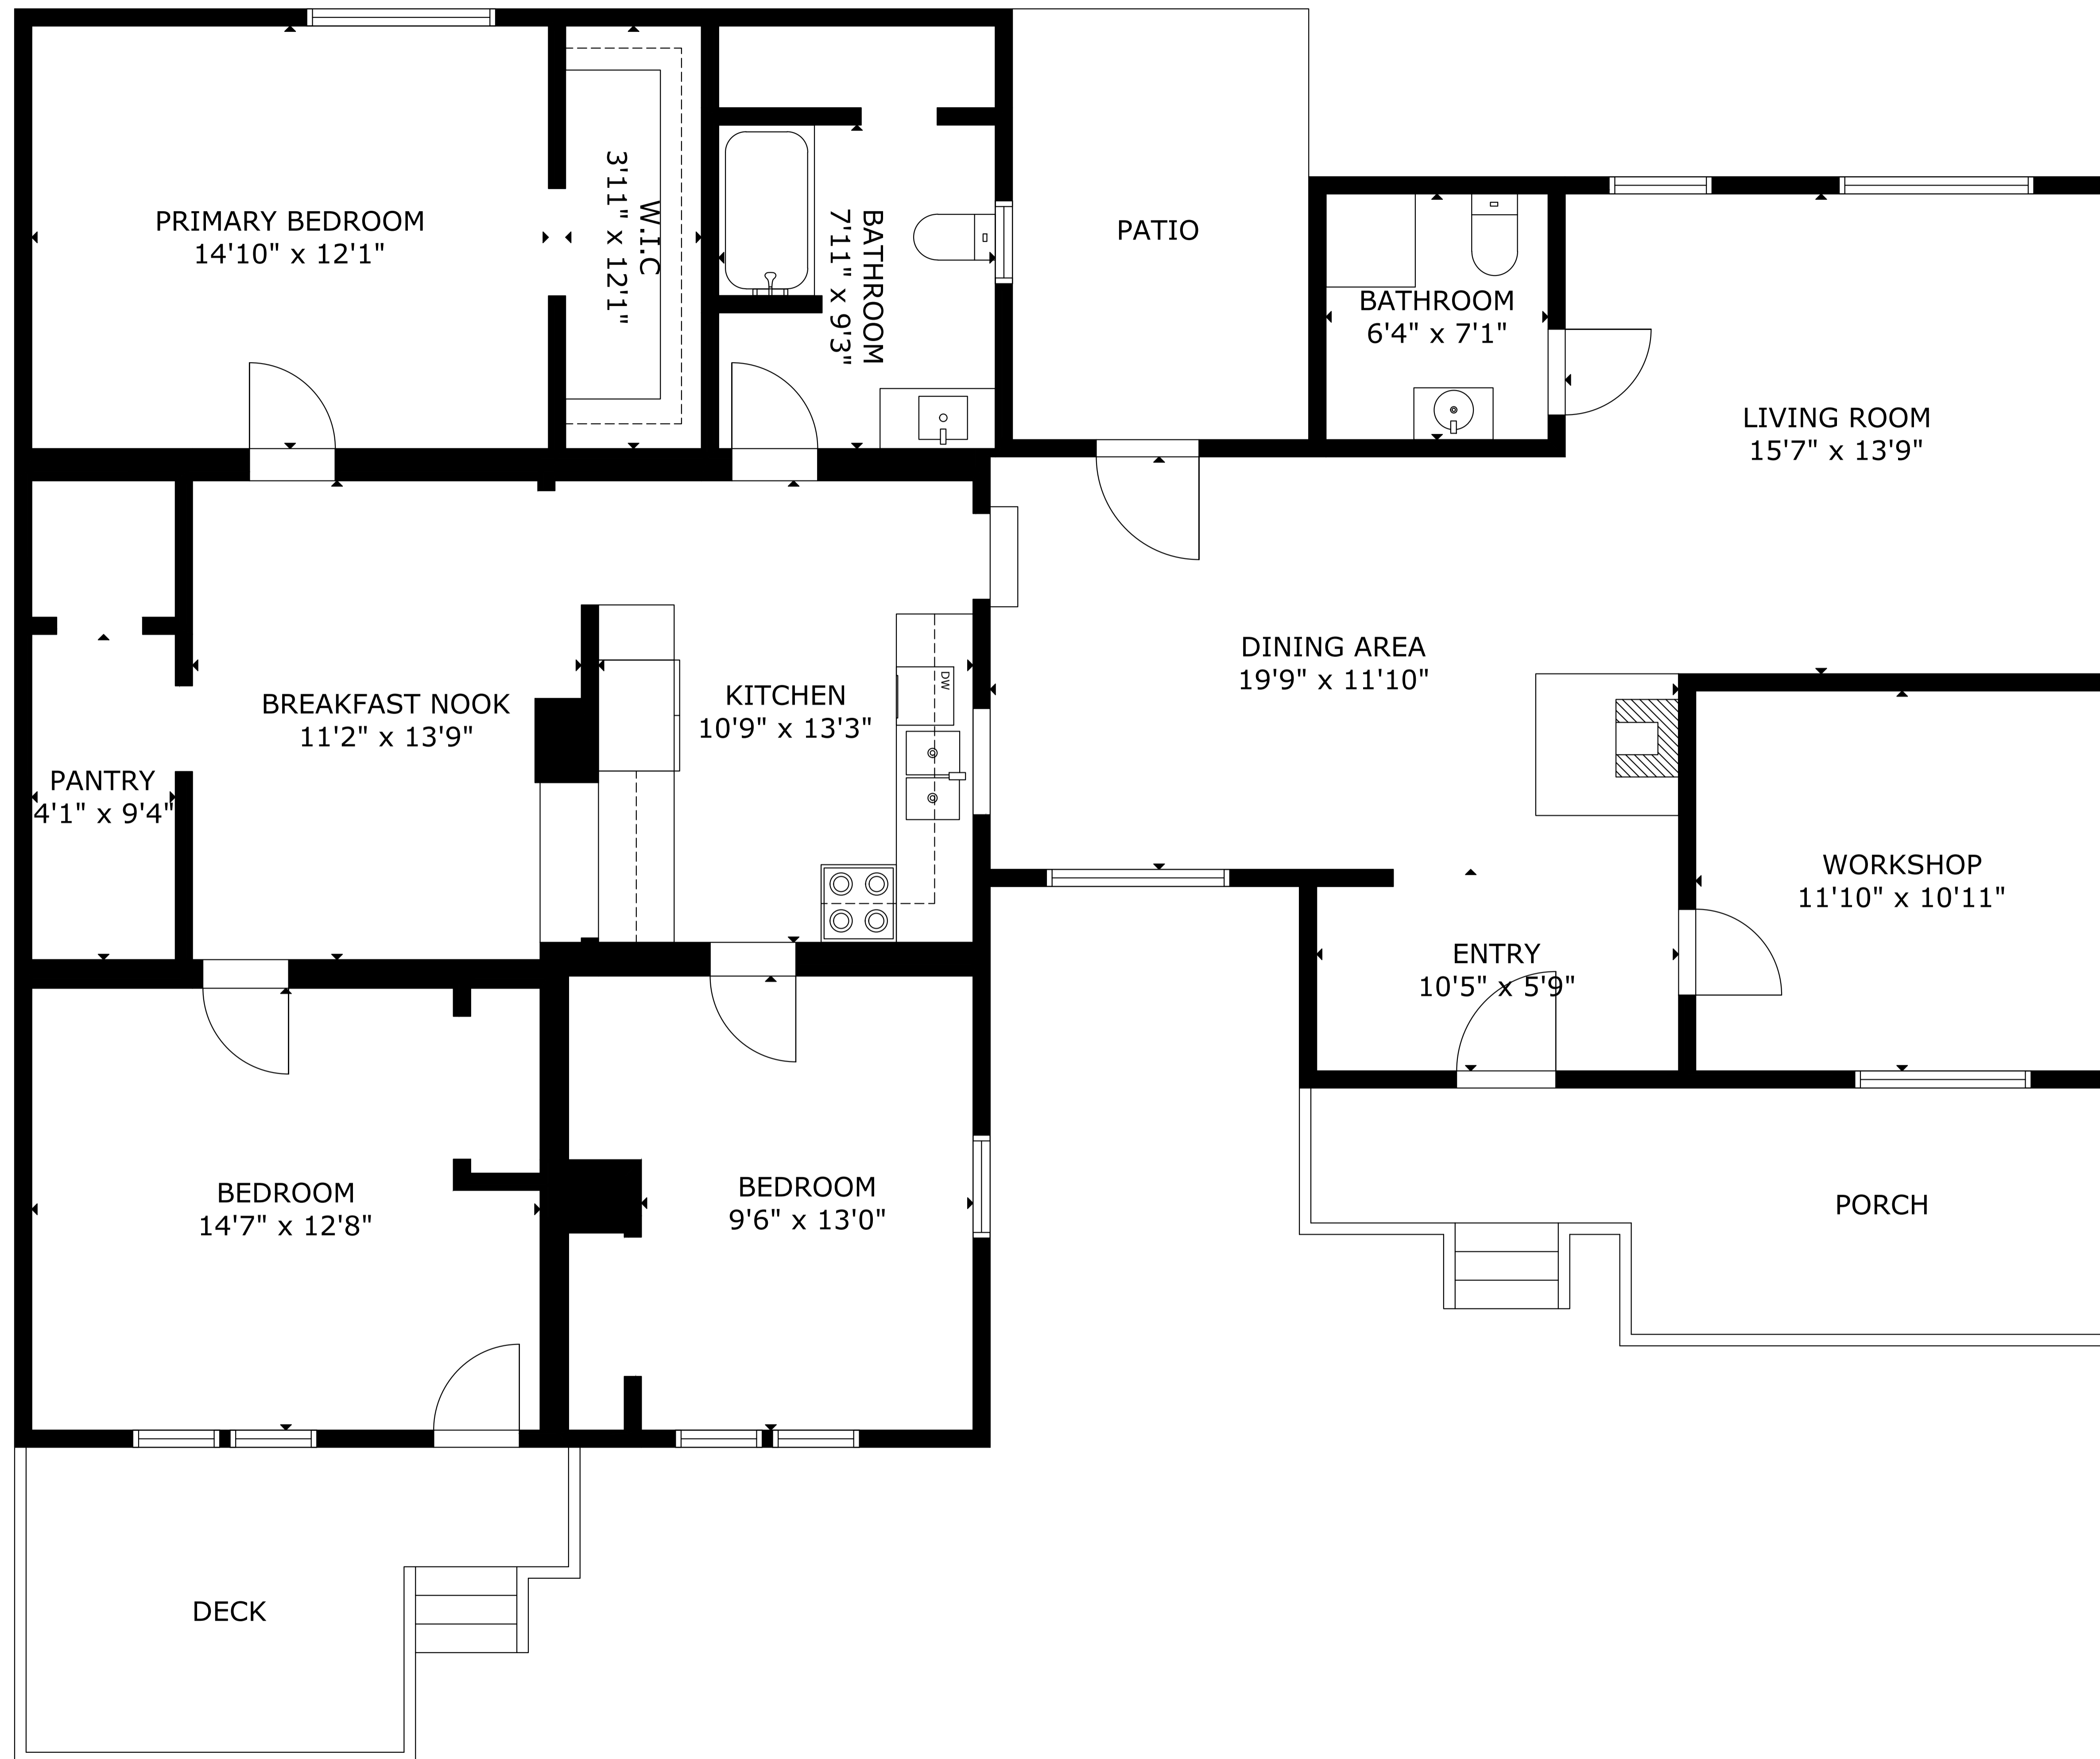 PRIMARY BEDROOM
14'10" x 12'1"
W.I.C
3'11" x 12'1"
BATHROOM
7'11" x 9'3"
PATIO
BATHROOM
6'4" x 7'1"
LIVING ROOM
15'7" x 13'9"
DINING AREA
19'9" x 11'10"
BREAKFAST NOOK
11'2" x 13'9"
KITCHEN
10'9" x 13'3"
DW
PANTRY
4'1" x 9'4"
WORKSHOP
11'10" x 10'11"
ENTRY
10'5" x 5'9"
BEDROOM
14'7" x 12'8"
BEDROOM
9'6" x 13'0"
PORCH
DECK